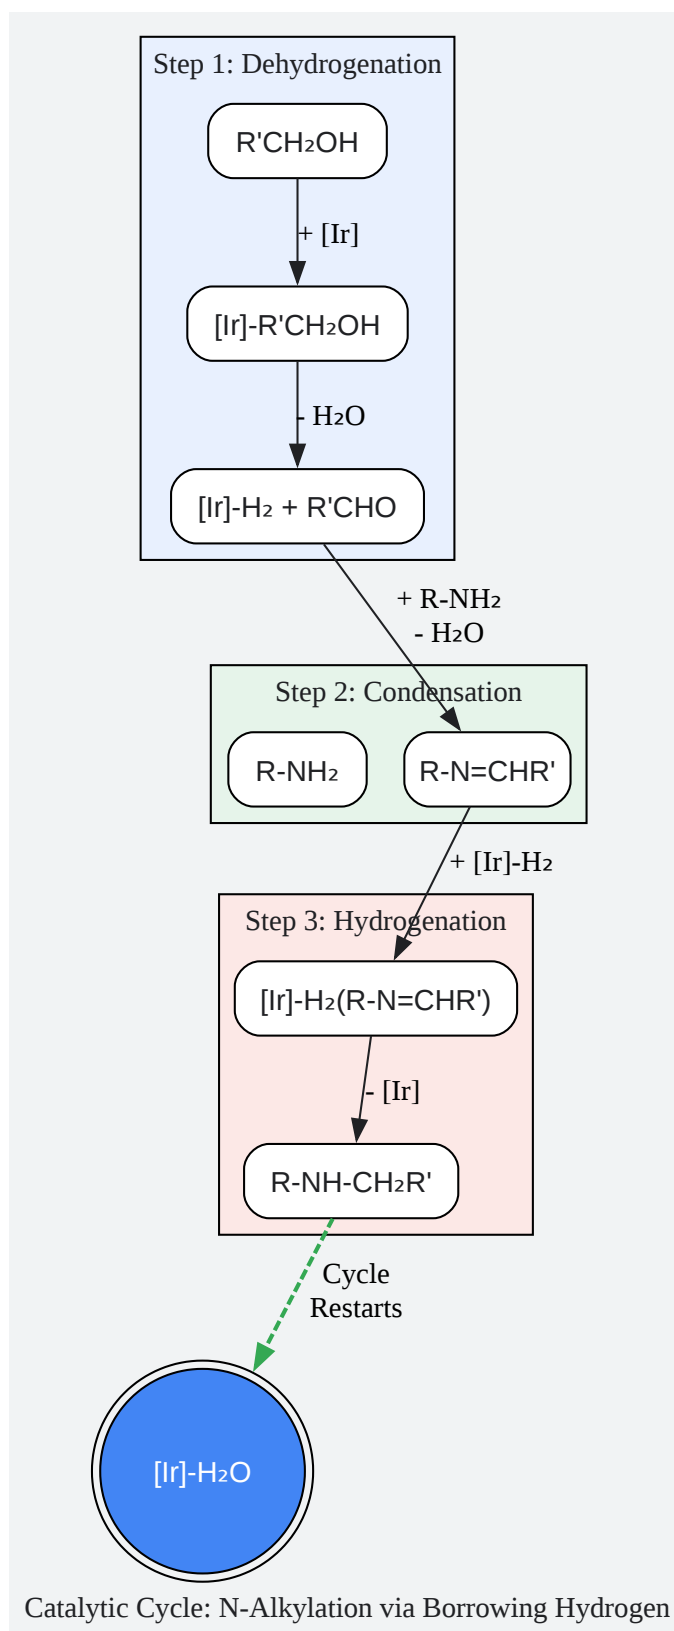 Step 1: Dehydrogenation
R'CH₂OH
+ [Ir]
[Ir]-R'CH₂OH
- H₂O
[Ir]-H₂ + R'CHO
+ R-NH₂
- H₂O
Step 2: Condensation
R-NH₂
R-N=CHR'
+ [Ir]-H₂
Step 3: Hydrogenation
[Ir]-H₂(R-N=CHR')
- [Ir]
R-NH-CH₂R'
Cycle
Restarts
[Ir]-H₂O
Catalytic Cycle: N-Alkylation via Borrowing Hydrogen